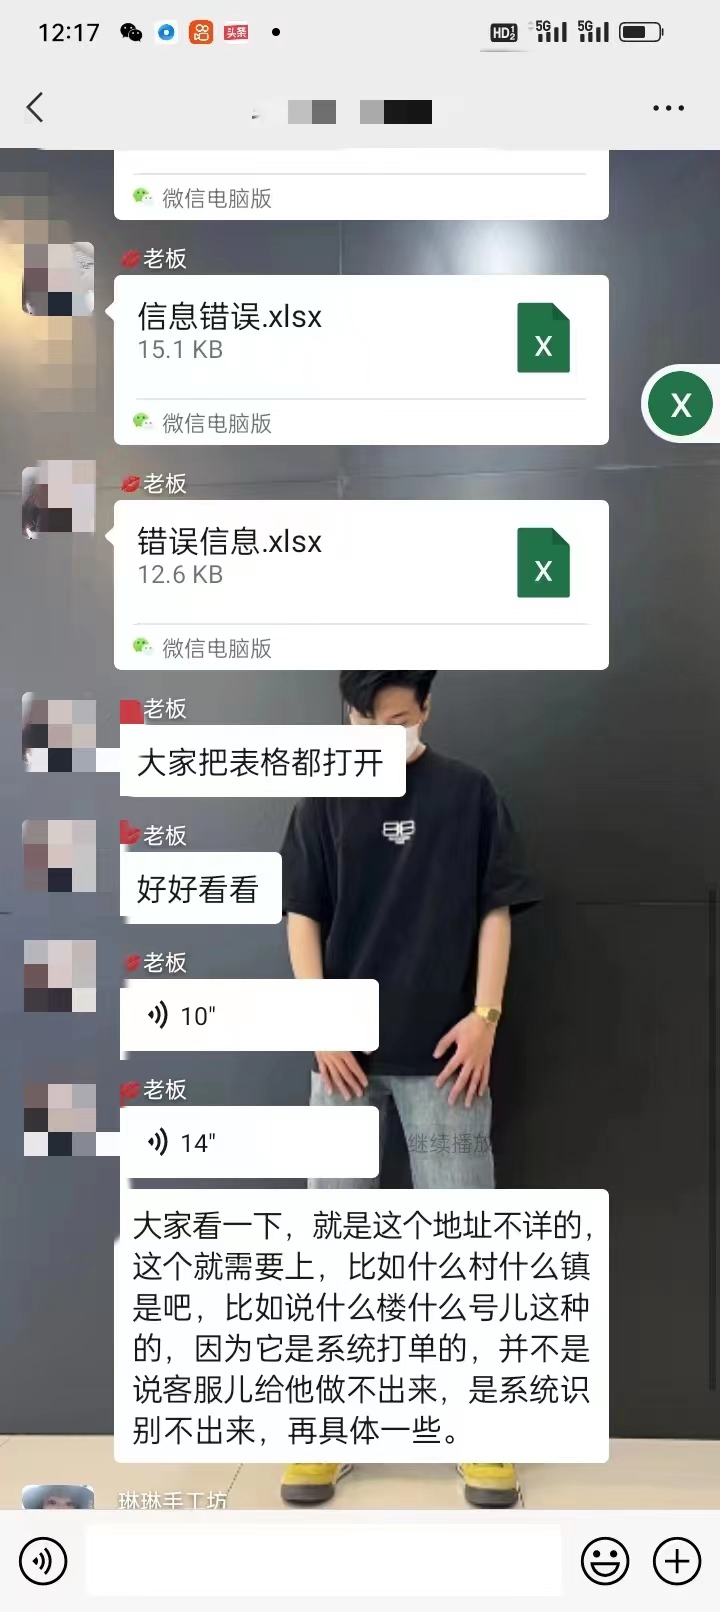 12:17
头条
HD 1 2
5G
5G
微信电脑版
老板
信息错误.xlsx
15.1 KB
X
微信电脑版
X
老板
错误信息.xlsx
12.6 KB
X
微信电脑版
老板
大家把表格都打开
老板
好好看看
老板
10"
老板
14"
继续播放
大家看一下，就是这个地址不详的，
这个就需要上，比如什么村什么镇
是吧，比如说什么楼什么号儿这种
的，因为它是系统打单的，并不是
说客服儿给他做不出来，是系统识
别不出来，再具体一些。
琳琳手工坊